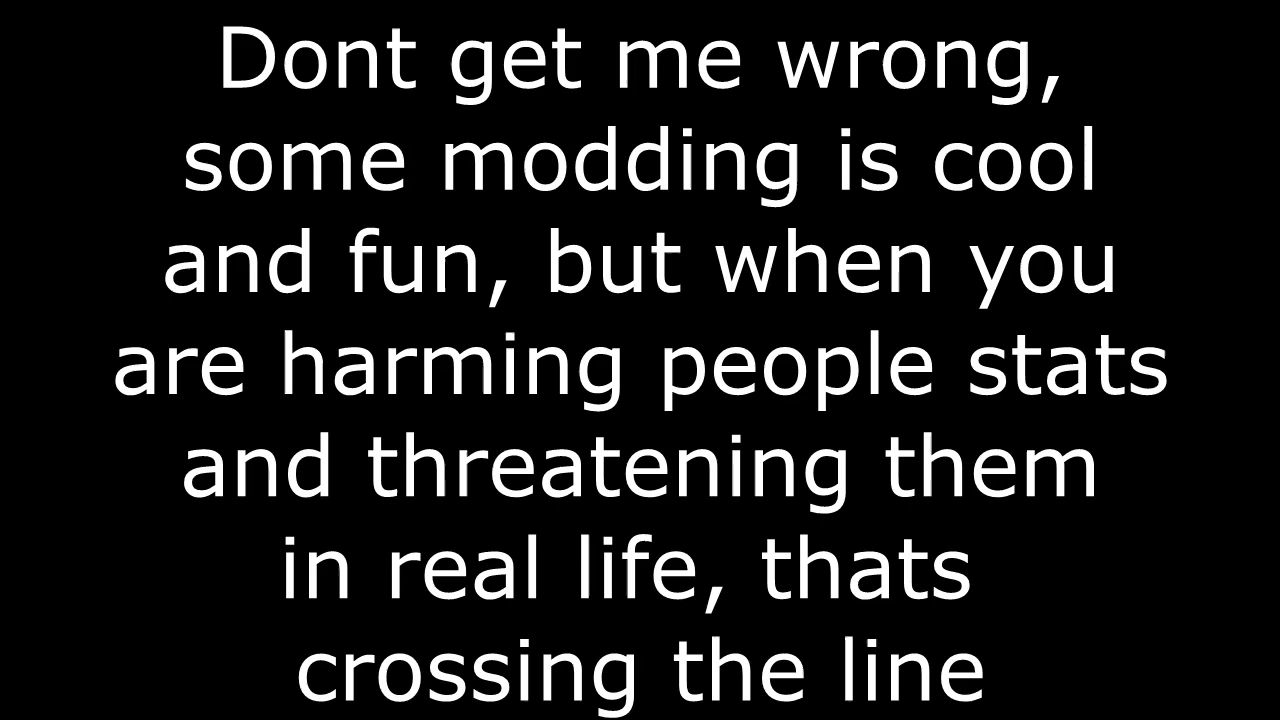 Dont get me wrong,
some modding is cool
and fun, but when you
are harming people stats
and threatening them
in real life, thats
crossing the line